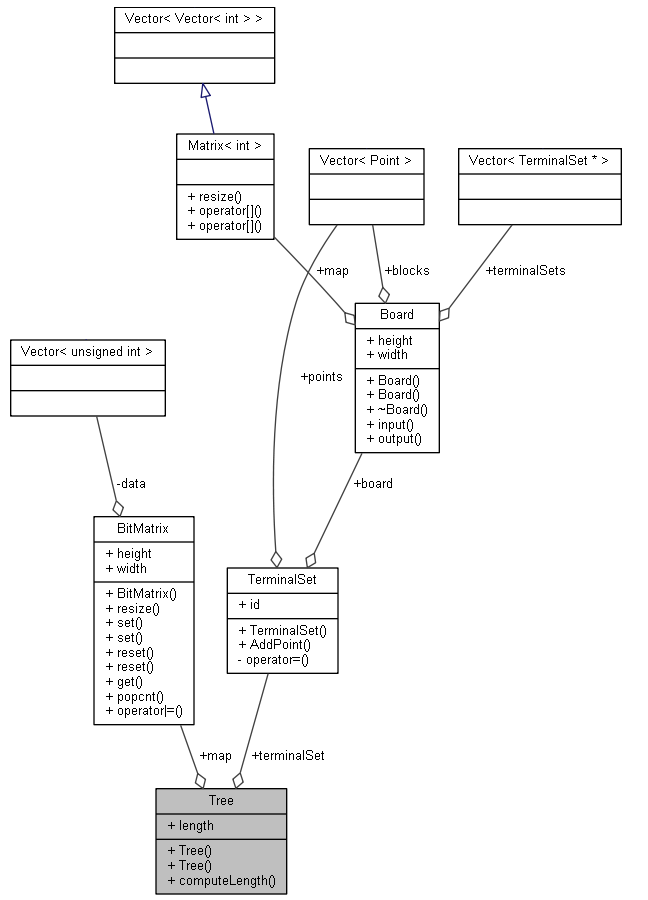 Vector< Vector< int > >
Matrix< int >
+ resize()
+ operator[]()
+ operator[]()
Vector< Point >
Vector< TerminalSet * >
+map
+blocks
+terminalSets
Board
+ height
+ width
+ Board()
+ Board()
+ ~Board()
+ input()
+ output()
Vector< unsigned int >
+points
-data
+board
BitMatrix
+ height
+ width
+ BitMatrix()
+ resize()
+ set()
+ set()
+ reset()
+ reset()
+ get()
+ popcnt()
+ operator|=()
TerminalSet
+ id
+ TerminalSet()
+ AddPoint()
- operator=()
+map
+terminalSet
Tree
+ length
+ Tree()
+ Tree()
+ computeLength()